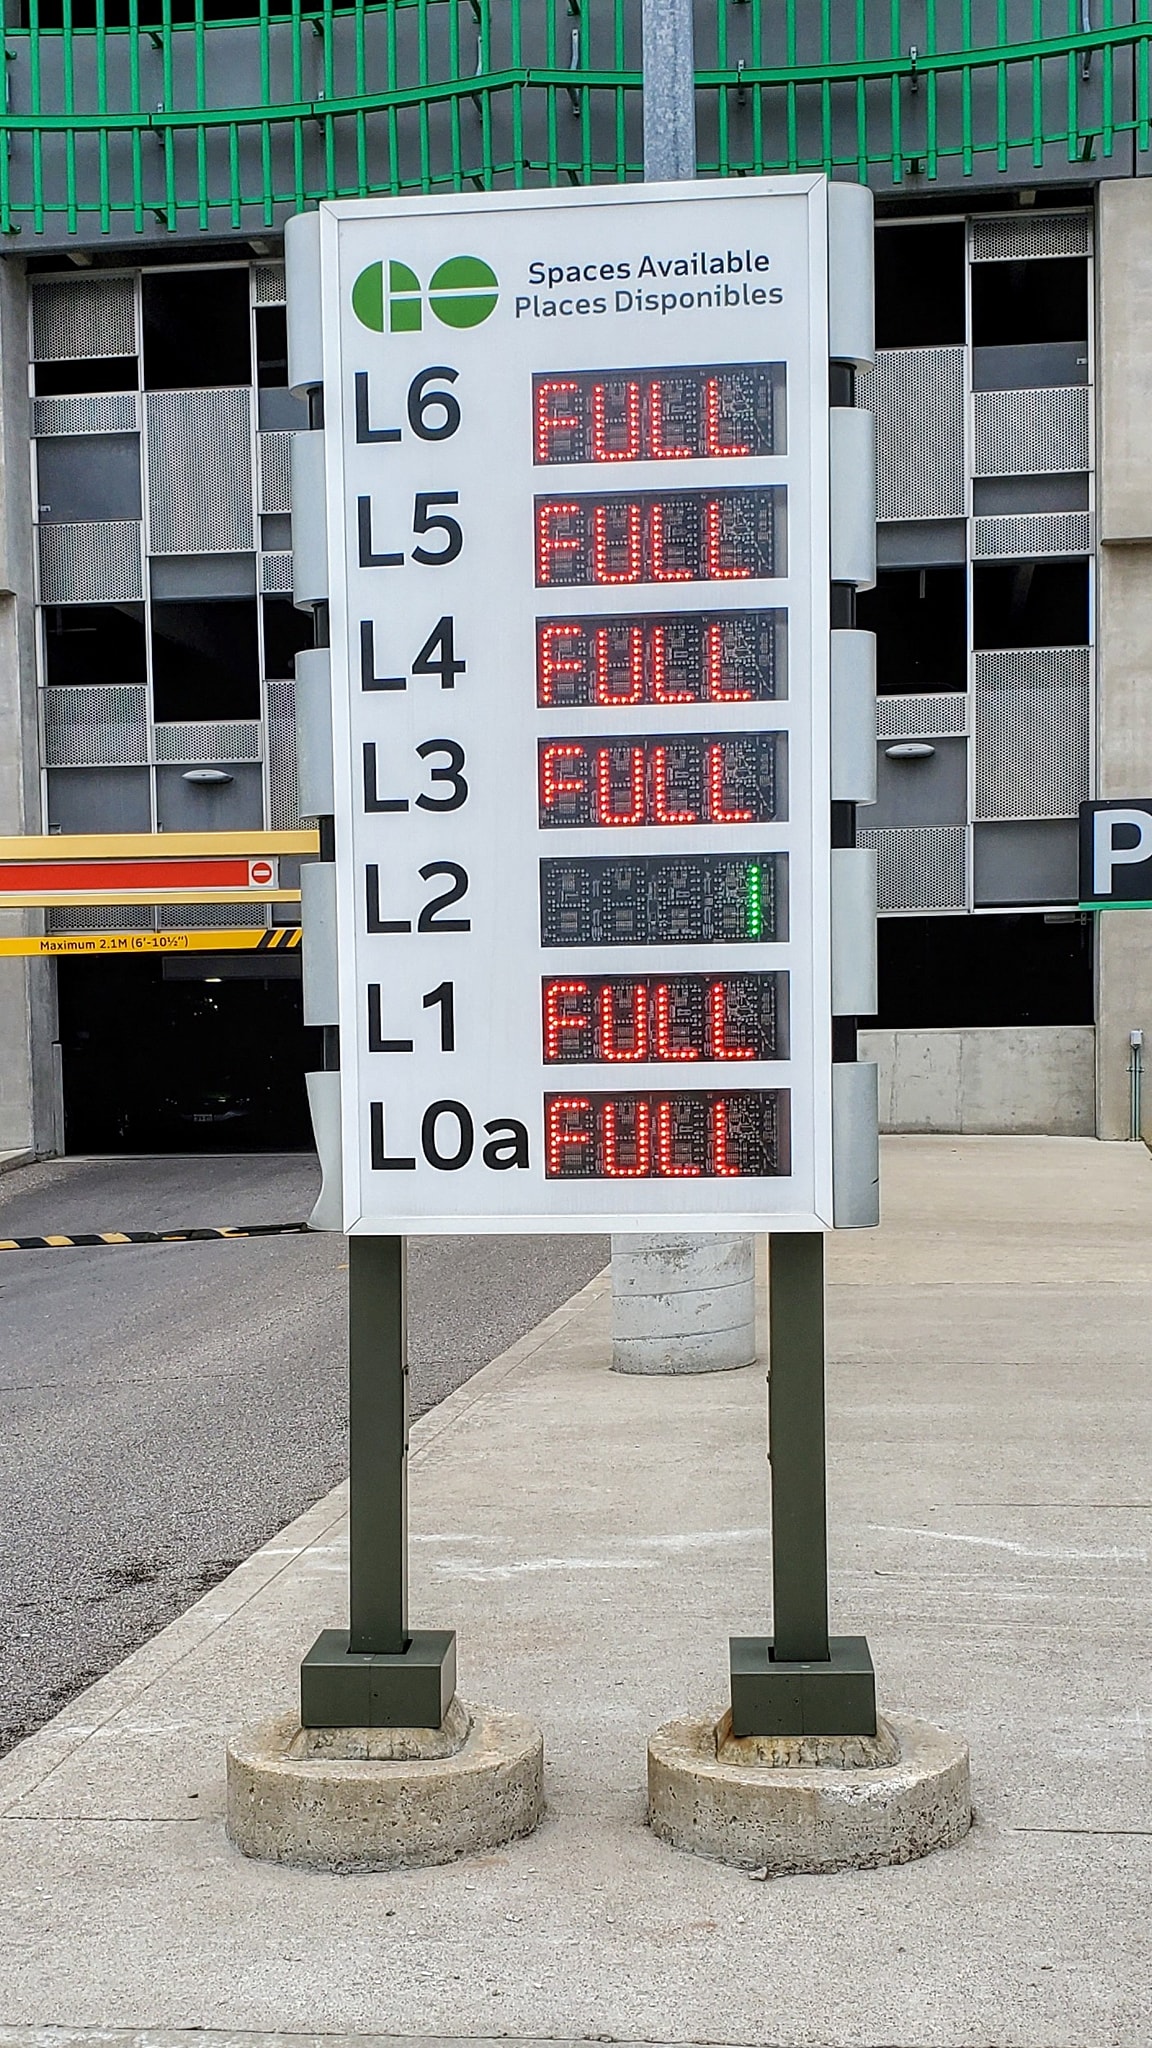 GO
Spaces Available
Places Disponibles
L6 FULL
L5 FULL
L4 FULL
L3 FULL
L2 1
L1 FULL
L0a FULL
Maximum 2.1M (6'-10½")
P